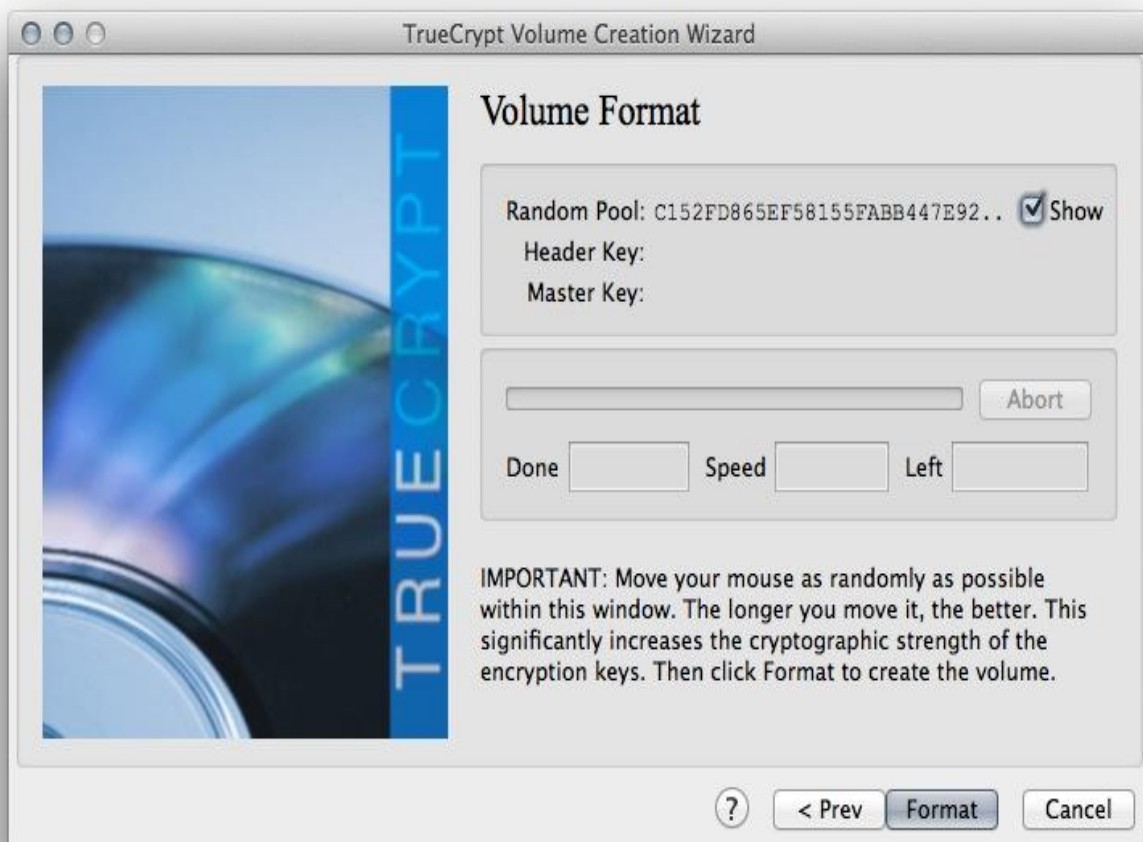 TrueCrypt Volume Creation Wizard
TRUECRYPT
Volume Format
Random Pool: C152FD865EF58155FABB447E92.. Show
Header Key:
Master Key:
Abort
Done Speed Left
IMPORTANT: Move your mouse as randomly as possible
within this window. The longer you move it, the better. This
significantly increases the cryptographic strength of the
encryption keys. Then click Format to create the volume.
? < Prev Format Cancel